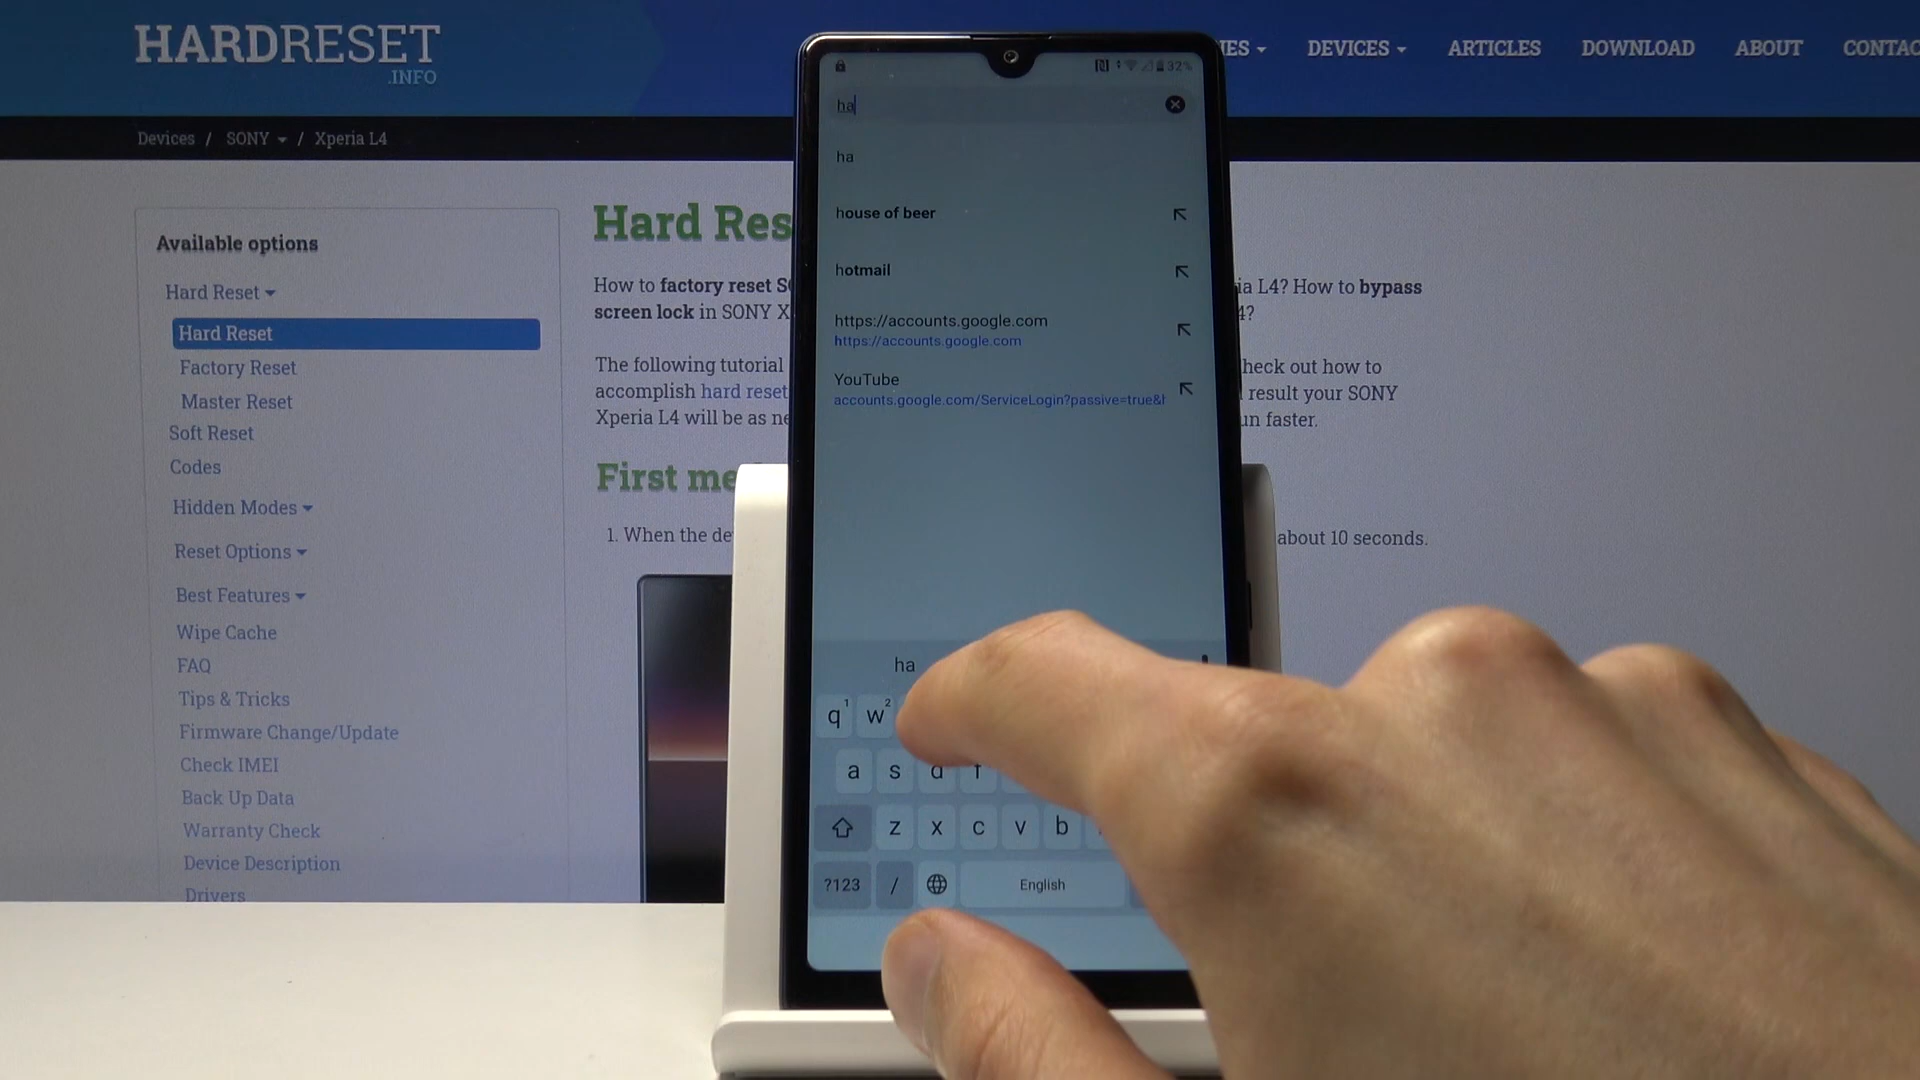 HARDRESET
.INFO
IES
DEVICES
ARTICLES
DOWNLOAD
ABOUT
CONTAC
Devices / SONY / Xperia L4
Available options
Hard Reset
Hard Reset
Factory Reset
Master Reset
Soft Reset
Codes
Hidden Modes
Reset Options
Best Features
Wipe Cache
FAQ
Tips & Tricks
Firmware Change/Update
Check IMEI
Back Up Data
Warranty Check
Device Description
Drivers
Hard Res
How to factory reset S
ia L4? How to bypass
screen lock in SONY X
4?
The following tutorial
heck out how to
accomplish hard reset
result your SONY
Xperia L4 will be as ne
un faster.
First me
1. When the de
about 10 seconds.
32%
ha
ha
house of beer
hotmail
https://accounts.google.com
https://accounts.google.com
YouTube
accounts.google.com/ServiceLogin?passive=true&h
ha
q 1 w 2
a s d f
z x c v b
?123 / English